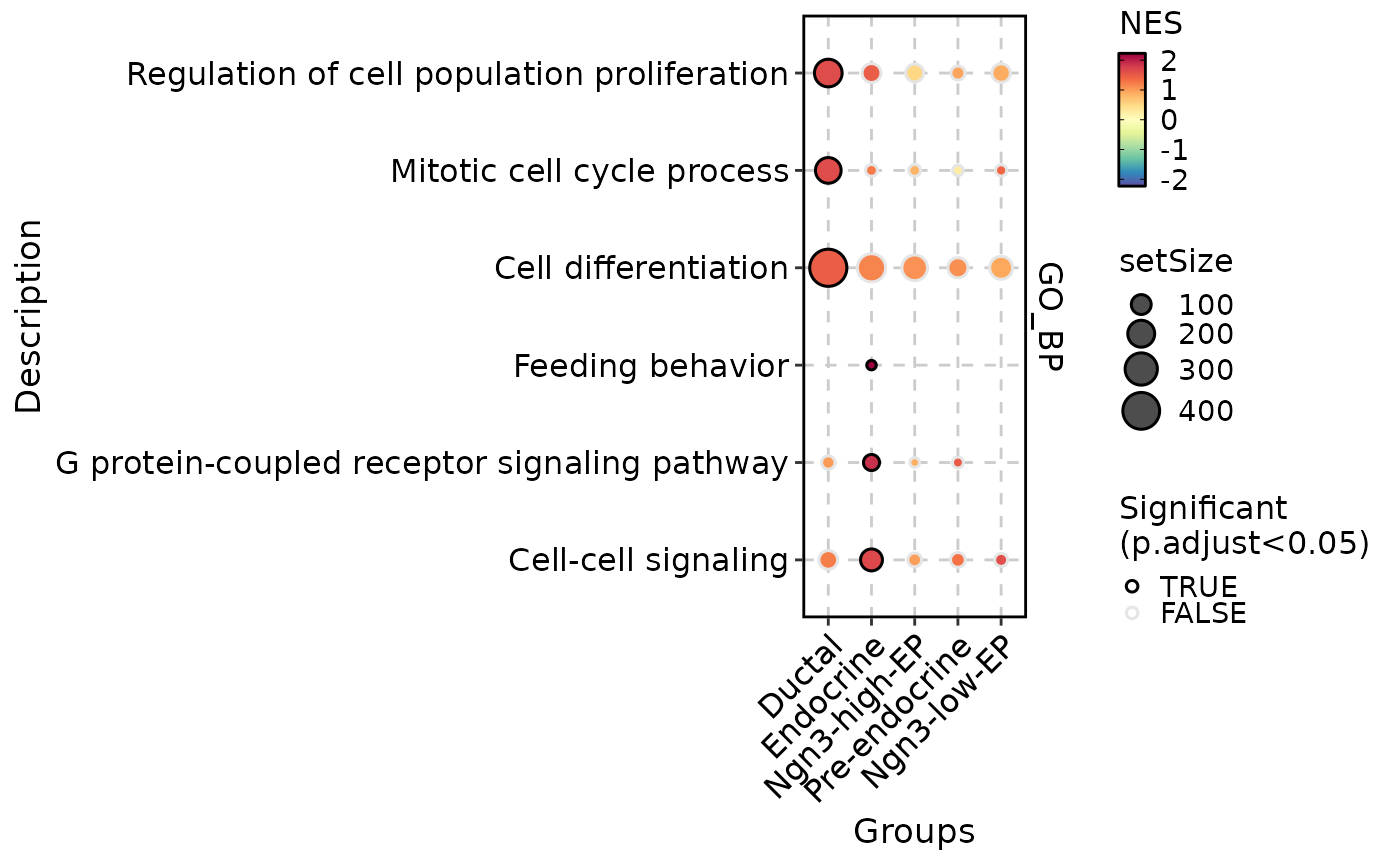 Description
Regulation of cell population proliferation
Mitotic cell cycle process
Cell differentiation
Feeding behavior
G protein-coupled receptor signaling pathway
Cell-cell signaling
GO_BP
Ductal
Endocrine
Ngn3-high-EP
Pre-endocrine
Ngn3-low-EP
Groups
NES
2
1
0
-1
-2
setSize
100
200
300
400
Significant
(p.adjust<0.05)
TRUE
FALSE